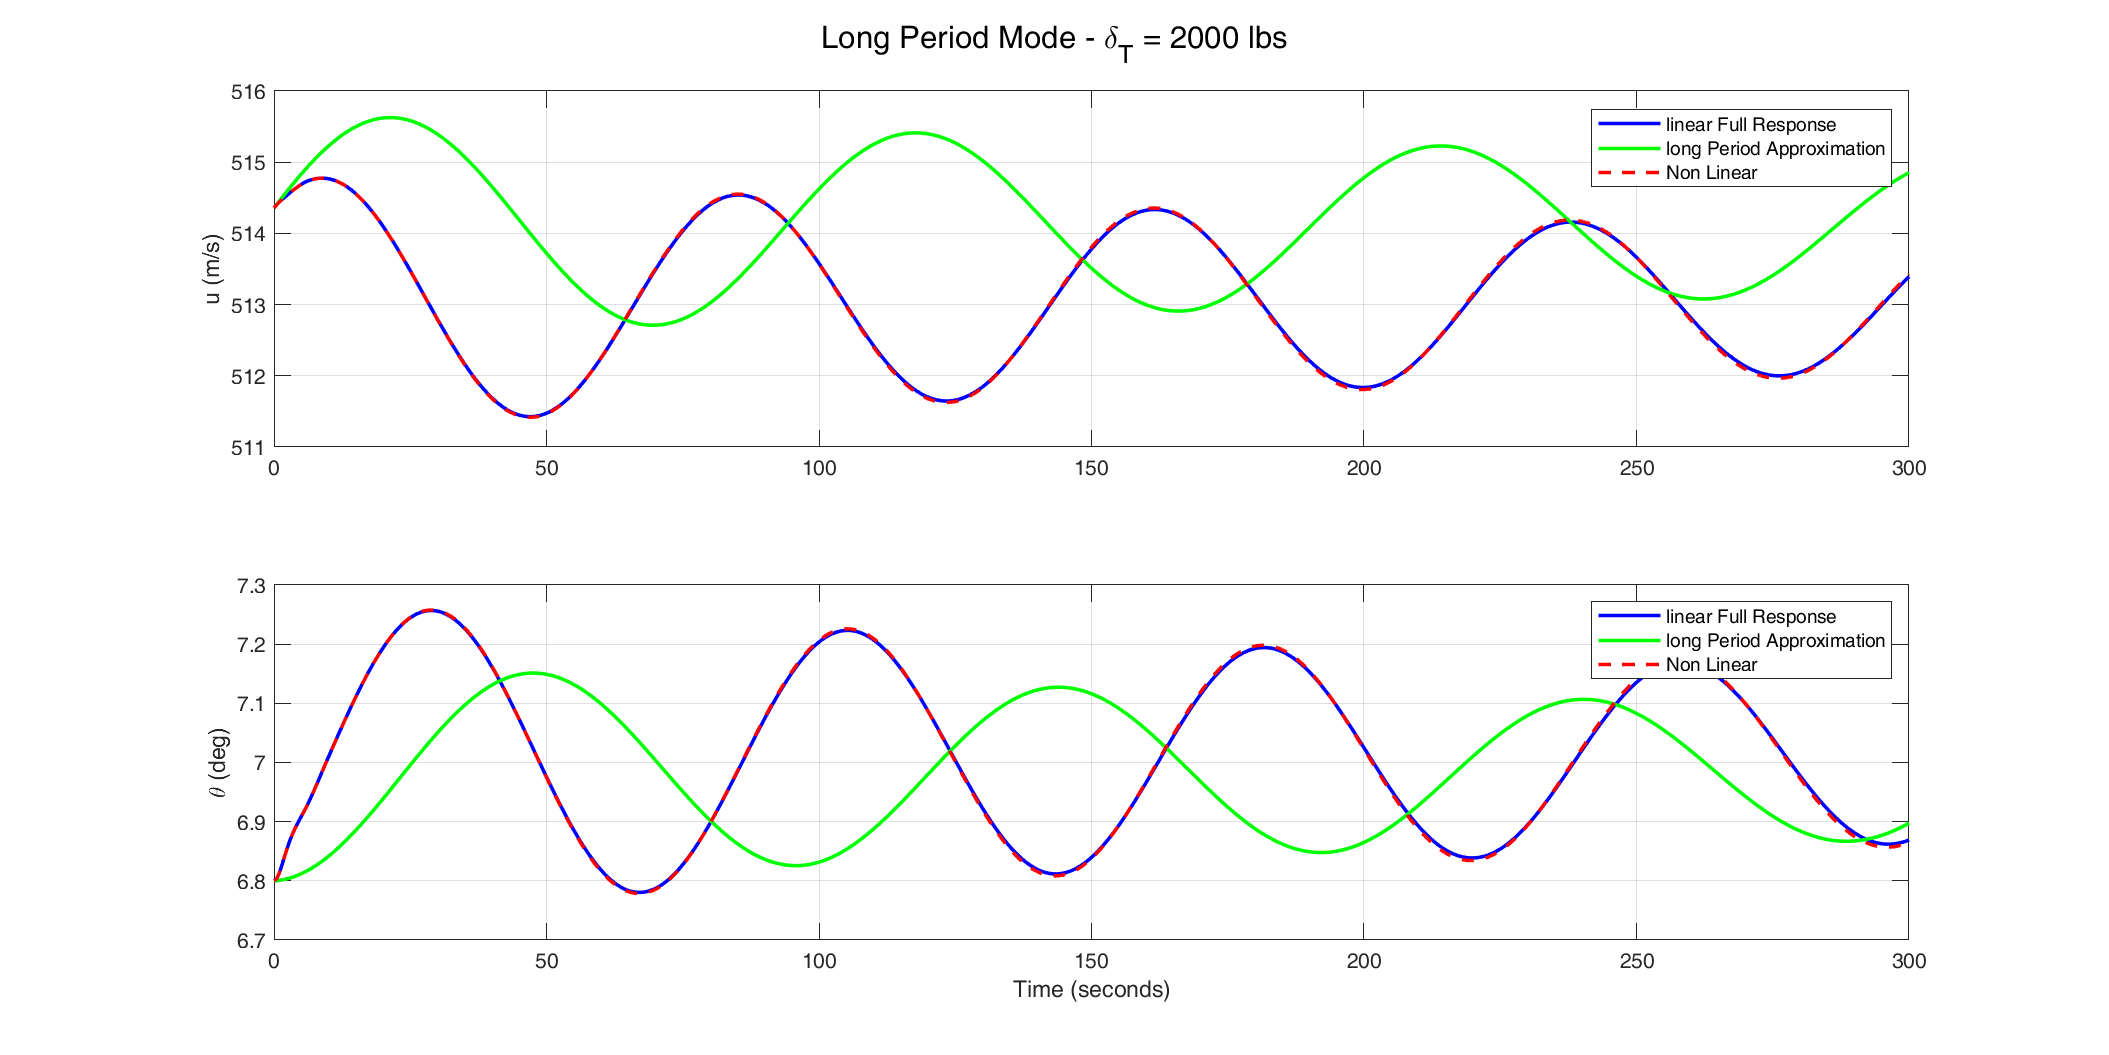 Long Period Mode - δT = 2000 lbs
516
515
514
513
512
511
u (m/s)
0 50 100 150 200 250 300
linear Full Response
long Period Approximation
Non Linear
7.3
7.2
7.1
7
6.9
6.8
6.7
θ (deg)
0 50 100 150 200 250 300
linear Full Response
long Period Approximation
Non Linear
Time (seconds)